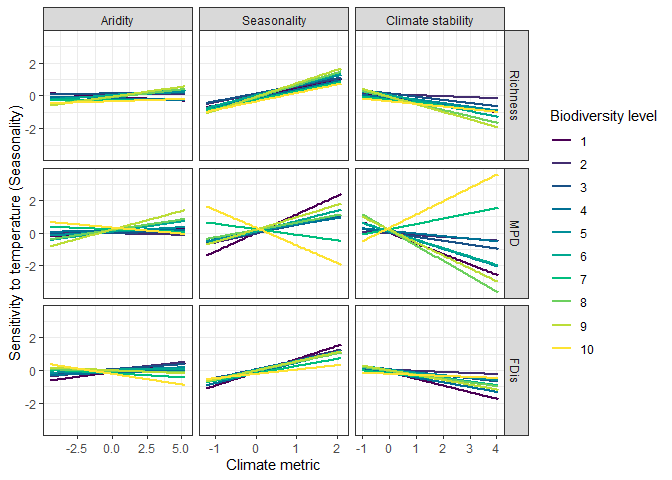 Aridity Seasonality Climate stability
Sensitivity to temperature (Seasonality)
2
0
-2
Richness
2
0
-2
MPD
2
0
-2
FDis
-2.5 0.0 2.5 5.0 -1 0 1 2 -1 0 1 2 3 4
Climate metric
Biodiversity level
1
2
3
4
5
6
7
8
9
10